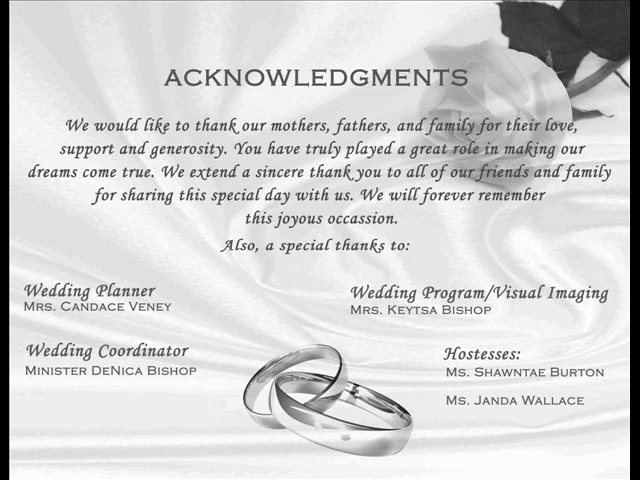 ACKNOWLEDGMENTS
We would like to thank our mothers, fathers, and family for their love,
support and generosity. You have truly played a great role in making our
dreams come true. We extend a sincere thank you to all of our friends and family
for sharing this special day with us. We will forever remember
this joyous occassion.
Also, a special thanks to:
Wedding Planner
Mrs. Candace Veney
Wedding Program/Visual Imaging
Mrs. Keytsa Bishop
Wedding Coordinator
Minister DeNica Bishop
Hostesses:
Ms. Shawntae Burton
Ms. Janda Wallace